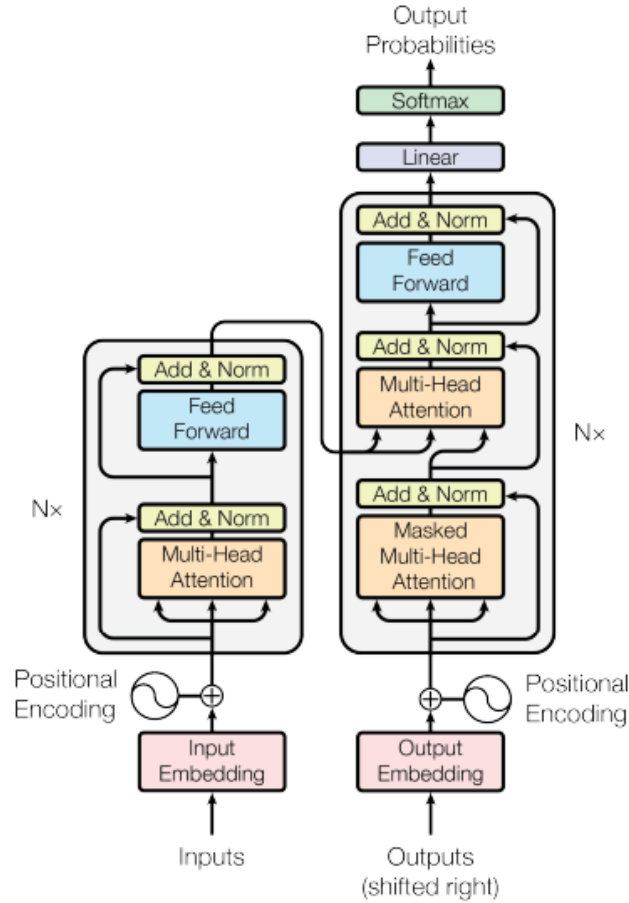 Output
Probabilities
Softmax
Linear
Add & Norm
Feed
Forward
Add & Norm
Multi-Head
Attention
Nx
Add & Norm
Masked
Multi-Head
Attention
Add & Norm
Feed
Forward
Nx
Add & Norm
Multi-Head
Attention
Positional
Encoding
Positional
Encoding
Input
Embedding
Output
Embedding
Inputs
Outputs
(shifted right)